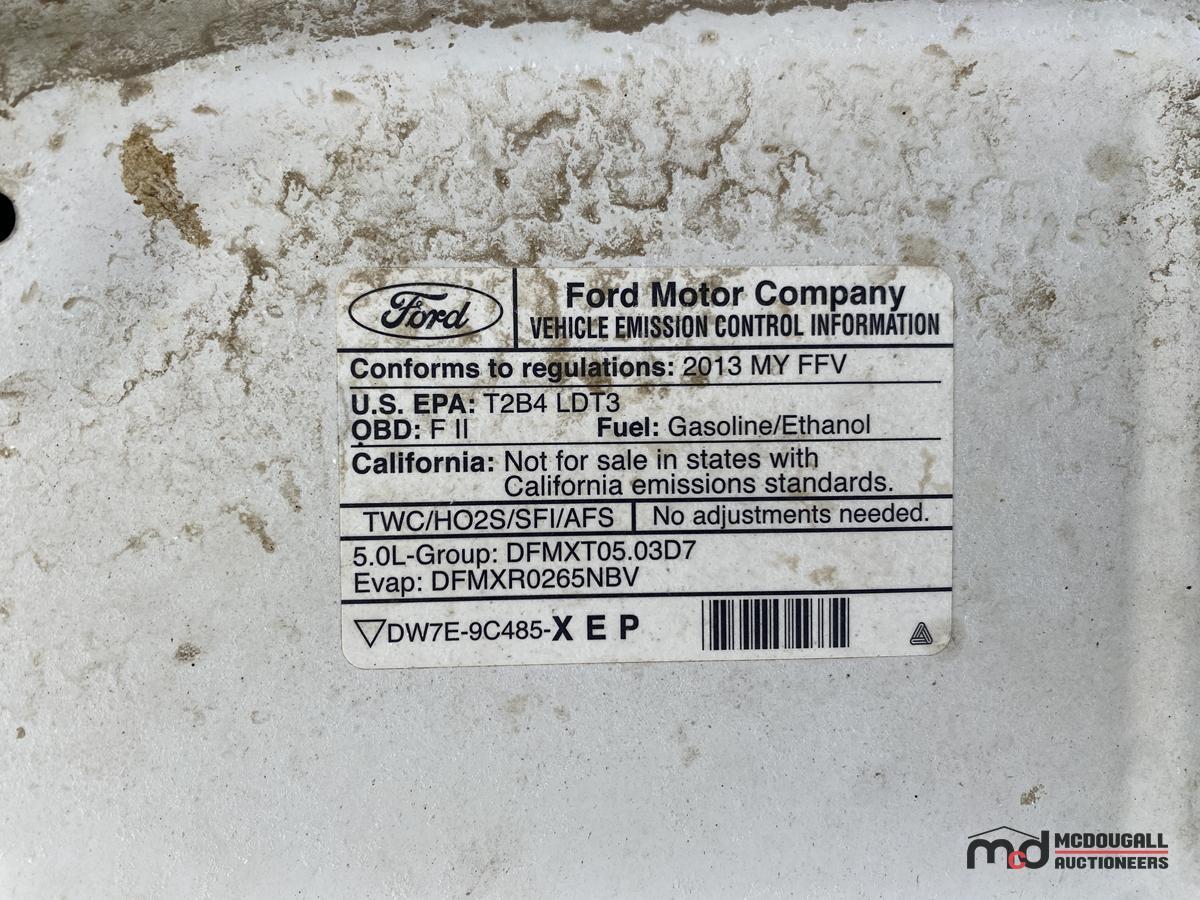 Ford
Ford Motor Company
VEHICLE EMISSION CONTROL INFORMATION
Conforms to regulations: 2013 MY FFV
U.S. EPA: T2B4 LDT3
OBD: F II Fuel: Gasoline/Ethanol
California: Not for sale in states with
California emissions standards.
TWC/HO2S/SFI/AFS No adjustments needed.
5.0L-Group: DFMXT05.03D7
Evap: DFMXR0265NBV
DW7E-9C485-X E P
mcd MCDOUGALL
AUCTIONEERS